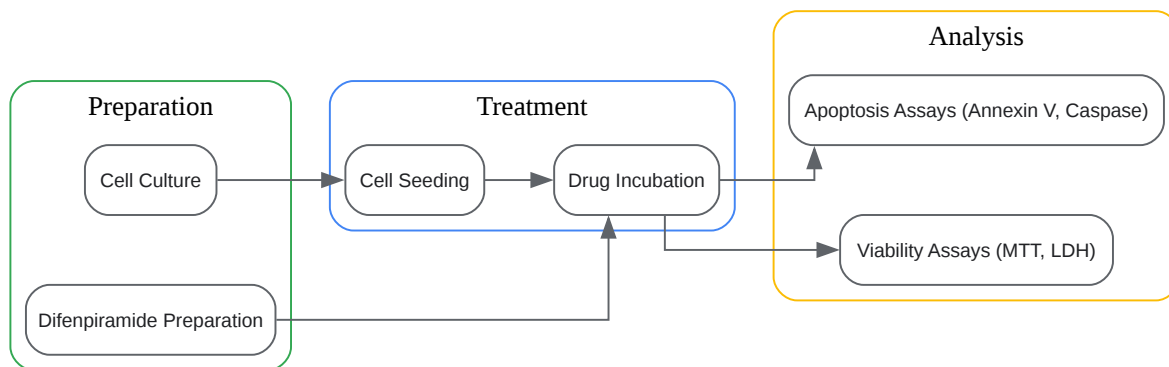 Preparation
Cell Culture
Difenpiramide Preparation
Treatment
Cell Seeding
Drug Incubation
Analysis
Apoptosis Assays (Annexin V, Caspase)
Viability Assays (MTT, LDH)